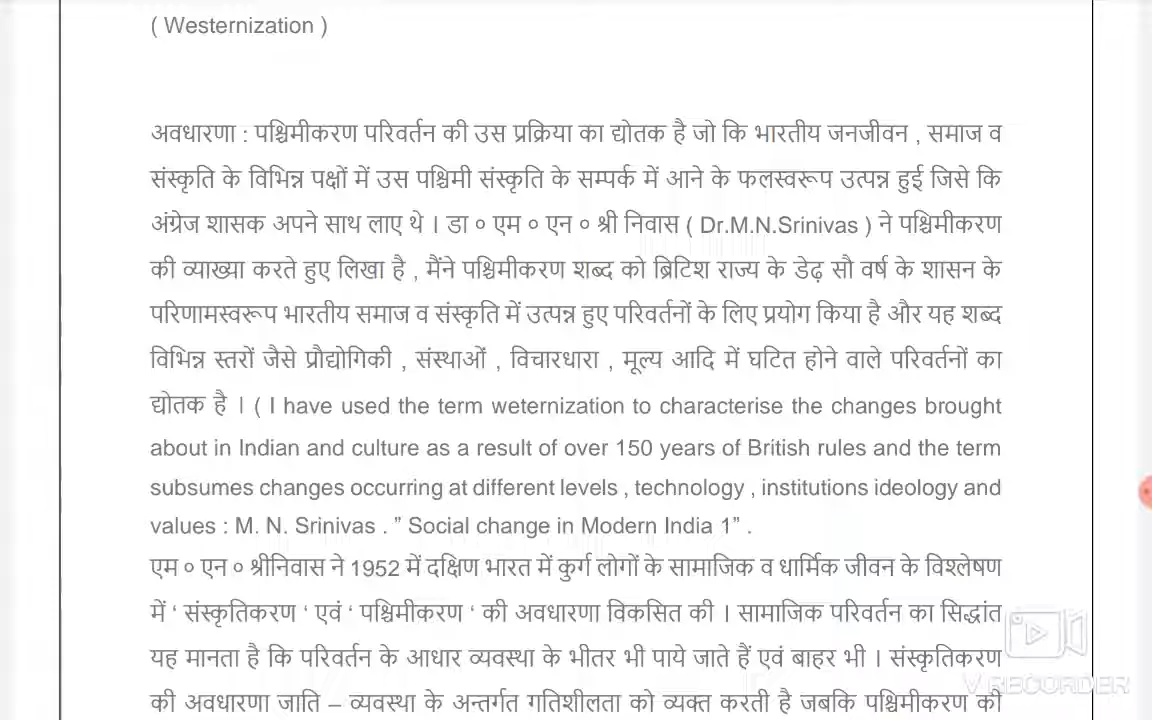 ( Westernization )
अवधारणा : पश्चिमीकरण परिवर्तन की उस प्रक्रिया का द्योतक है जो कि भारतीय जनजीवन , समाज व
संस्कृति के विभिन्न पक्षों में उस पश्चिमी संस्कृति के सम्पर्क में आने के फलस्वरूप उत्पन्न हुई जिसे कि
अंग्रेज शासक अपने साथ लाए थे । डा ० एम ० एन ० श्री निवास ( Dr.M.N.Srinivas ) ने पश्चिमीकरण
की व्याख्या करते हुए लिखा है , मैंने पश्चिमीकरण शब्द को ब्रिटिश राज्य के डेढ़ सौ वर्ष के शासन के
परिणामस्वरूप भारतीय समाज व संस्कृति में उत्पन्न हुए परिवर्तनों के लिए प्रयोग किया है और यह शब्द
विभिन्न स्तरों जैसे प्रौद्योगिकी , संस्थाओं , विचारधारा , मूल्य आदि में घटित होने वाले परिवर्तनों का
द्योतक है । ( I have used the term weternization to characterise the changes brought
about in Indian and culture as a result of over 150 years of British rules and the term
subsumes changes occurring at different levels , technology , institutions ideology and
values : M. N. Srinivas . ” Social change in Modern India 1” .
एम ० एन ० श्रीनिवास ने 1952 में दक्षिण भारत में कुर्ग लोगों के सामाजिक व धार्मिक जीवन के विश्लेषण
में ‘ संस्कृतिकरण ‘ एवं ‘ पश्चिमीकरण ‘ की अवधारणा विकसित की । सामाजिक परिवर्तन का सिद्धांत
यह मानता है कि परिवर्तन के आधार व्यवस्था के भीतर भी पाये जाते हैं एवं बाहर भी । संस्कृतिकरण
की अवधारणा जाति – व्यवस्था के अन्तर्गत गतिशीलता को व्यक्त करती है जबकि पश्चिमीकरण की
V RECORDER